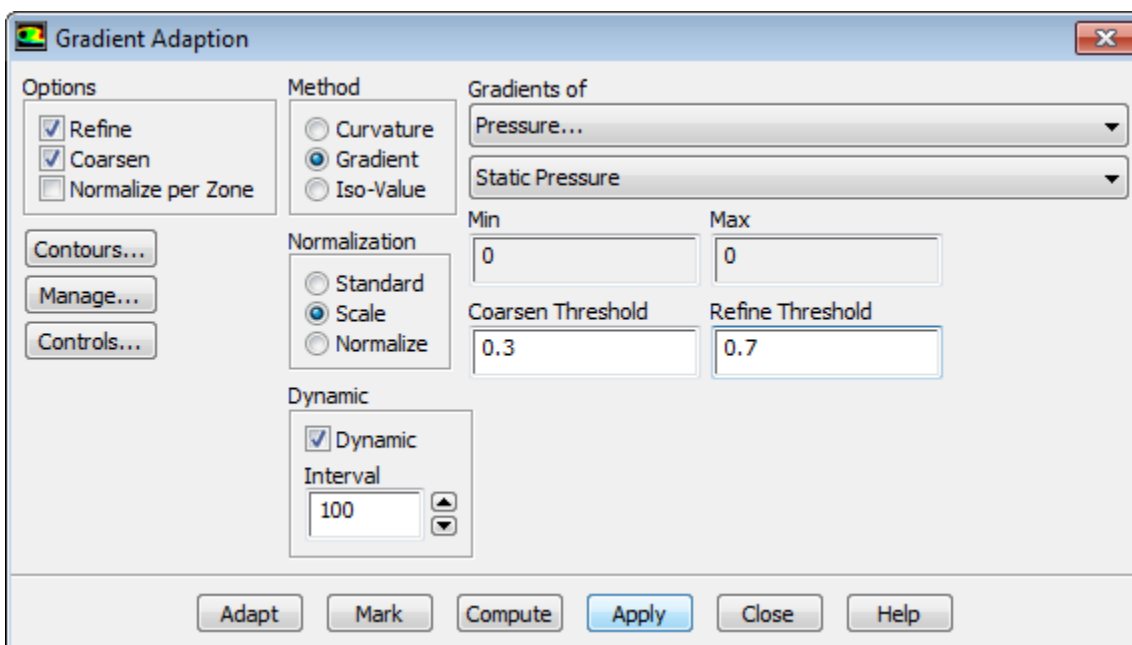 Gradient Adaption
Options
Refine
Coarsen
Normalize per Zone
Contours...
Manage...
Controls...
Method
Curvature
Gradient
Iso-Value
Normalization
Standard
Scale
Normalize
Dynamic
Dynamic
Interval
100
Gradients of
Pressure...
Static Pressure
Min Max
0 0
Coarsen Threshold Refine Threshold
0.3 0.7
Adapt Mark Compute Apply Close Help